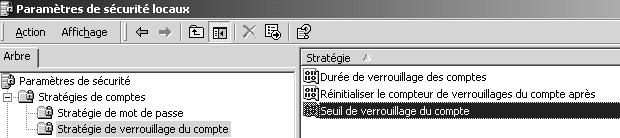 Paramètres de sécurité locaux
Action Affichage
Arbre
Stratégie
Paramètres de sécurité
Stratégies de comptes
Stratégie de mot de passe
Stratégie de verrouillage du compte
Durée de verrouillage des comptes
Réinitialiser le compteur de verrouillages du compte après
Seuil de verrouillage du compte